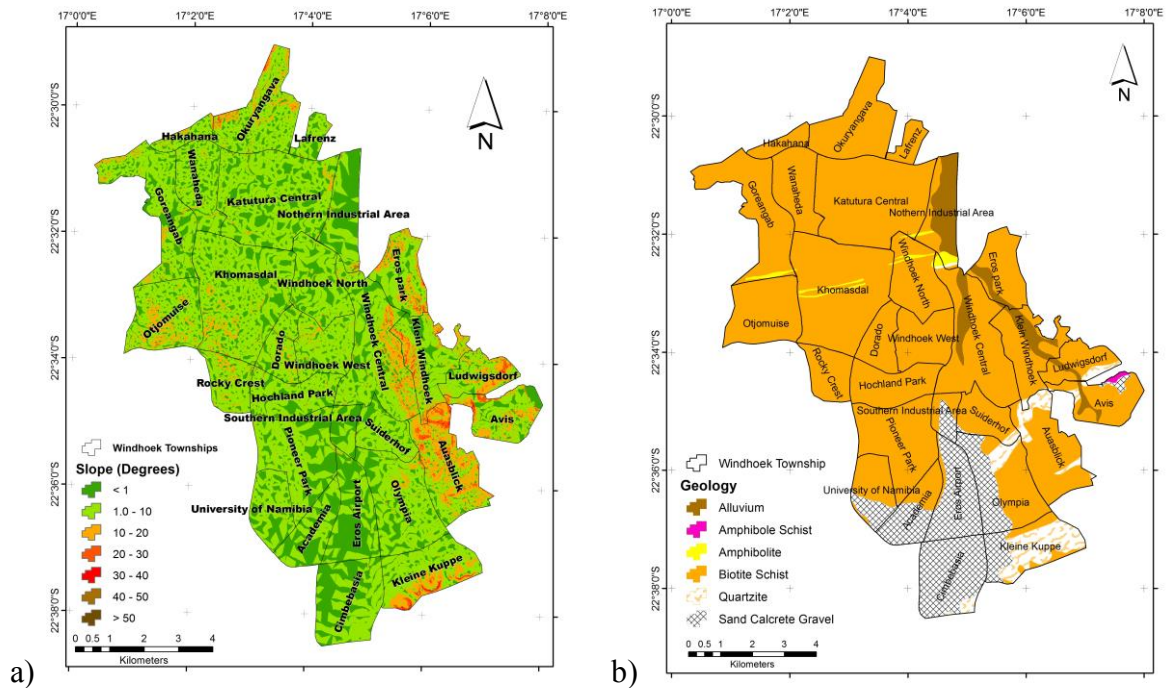 17°0'0"E
17°2'0"E
17°4'0"E
17°6'0"E
17°8'0"E
22°30'0"S
22°32'0"S
22°34'0"S
22°36'0"S
22°38'0"S
N
Okuryangava
Hakahana
Lafrenz
Wanaheda
Goreangab
Katutura Central
Nothern Industrial Area
Eros park
Khomasdal
Windhoek North
Windhoek Central
Klein Windhoek
Otjomuise
Dorado
Windhoek West
Ludwigsdorf
Rocky Crest
Hochland Park
Avis
Southern Industrial Area
Suiderhof
Pioneer Park
Auasblick
University of Namibia
Academia
Eros Airport
Olympia
Kleine Kuppe
Cimbebasia
Windhoek Townships
Slope (Degrees)
< 1
1.0 - 10
10 - 20
20 - 30
30 - 40
40 - 50
> 50
0 0.5 1 2 3 4
Kilometers
a)
17°0'0"E
17°2'0"E
17°4'0"E
17°6'0"E
17°8'0"E
22°30'0"S
22°32'0"S
22°34'0"S
22°36'0"S
22°38'0"S
N
Okuryangava
Hakahana
Lafrenz
Wanaheda
Goreangab
Katutura Central
Nothern Industrial Area
Eros park
Windhoek North
Khomasdal
Windhoek Central
Klein Windhoek
Otjomuise
Dorado
Windhoek West
Ludwigsdorf
Rocky Crest
Hochland Park
Avis
Southern Industrial Area
Suiderhof
Pioneer Park
Auasblick
University of Namibia
Academia
Eros Airport
Olympia
Kleine Kuppe
Cimbebasia
Windhoek Township
Geology
Alluvium
Amphibole Schist
Amphibolite
Biotite Schist
Quartzite
Sand Calcrete Gravel
0 0.5 1 2 3 4
Kilometers
b)